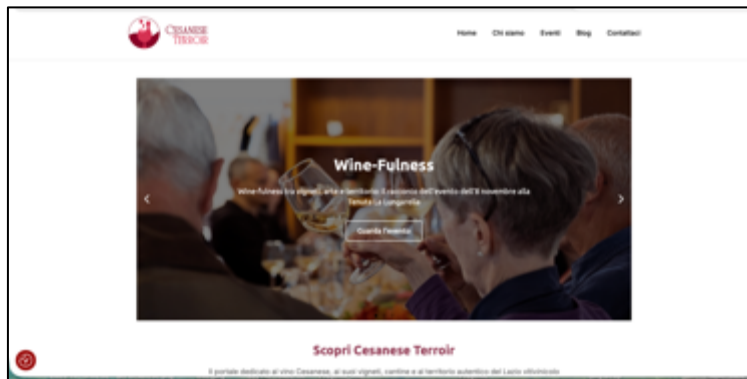 CESANESE
TERROIR
Home Chi siamo Eventi Blog Contattaci
Wine-Fulness
Wine-fulness tra vigneti, arte e territorio: il racconto dell'evento dell'8 novembre alla
Tenuta La Lungarella
Guarda l'evento
Scopri Cesanese Terroir
Il portale dedicato al vino Cesanese, ai suoi vigneti, cantine e al territorio autentico del Lazio vitivinicolo